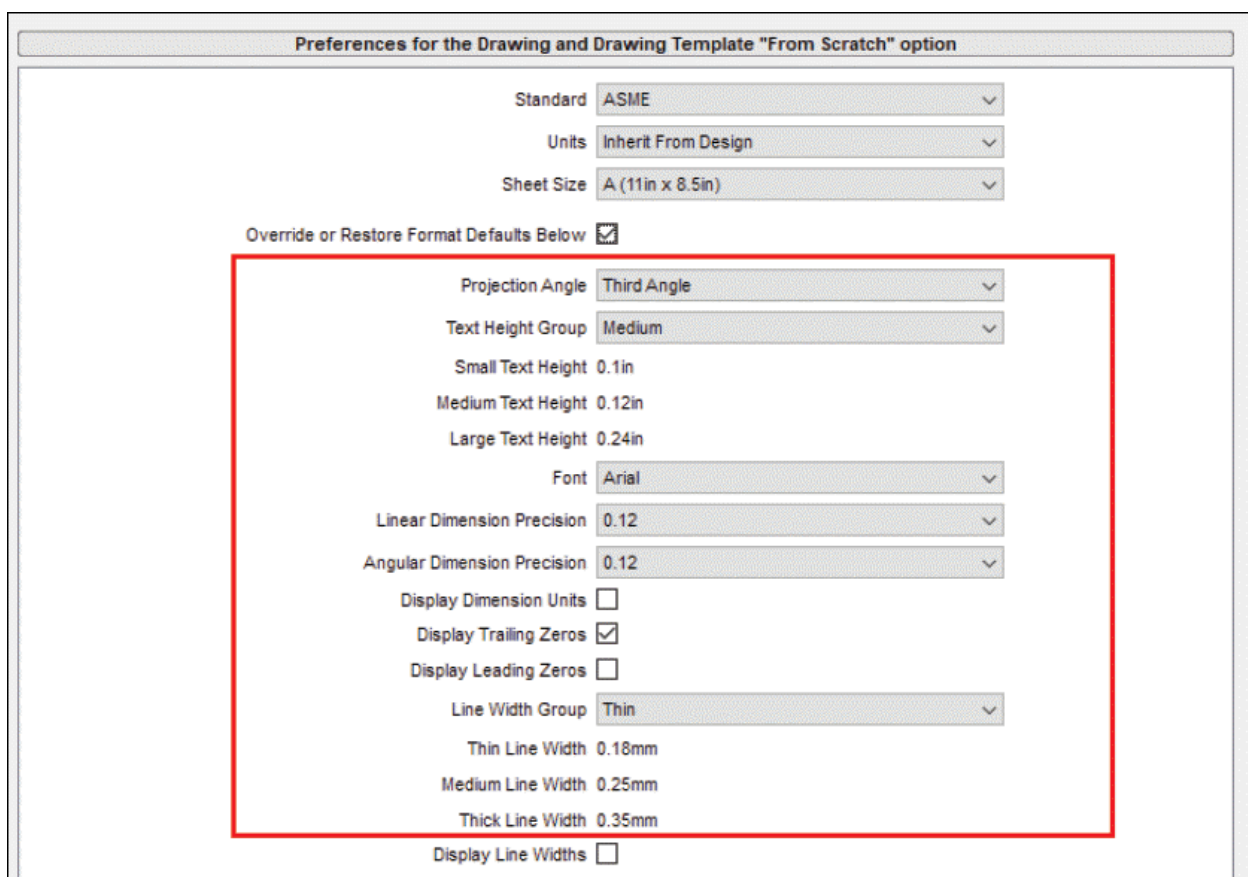 Preferences for the Drawing and Drawing Template "From Scratch" option
Standard ASME
Units Inherit From Design
Sheet Size A (11in x 8.5in)
Override or Restore Format Defaults Below
Projection Angle Third Angle
Text Height Group Medium
Small Text Height 0.1in
Medium Text Height 0.12in
Large Text Height 0.24in
Font Arial
Linear Dimension Precision 0.12
Angular Dimension Precision 0.12
Display Dimension Units
Display Trailing Zeros
Display Leading Zeros
Line Width Group Thin
Thin Line Width 0.18mm
Medium Line Width 0.25mm
Thick Line Width 0.35mm
Display Line Widths